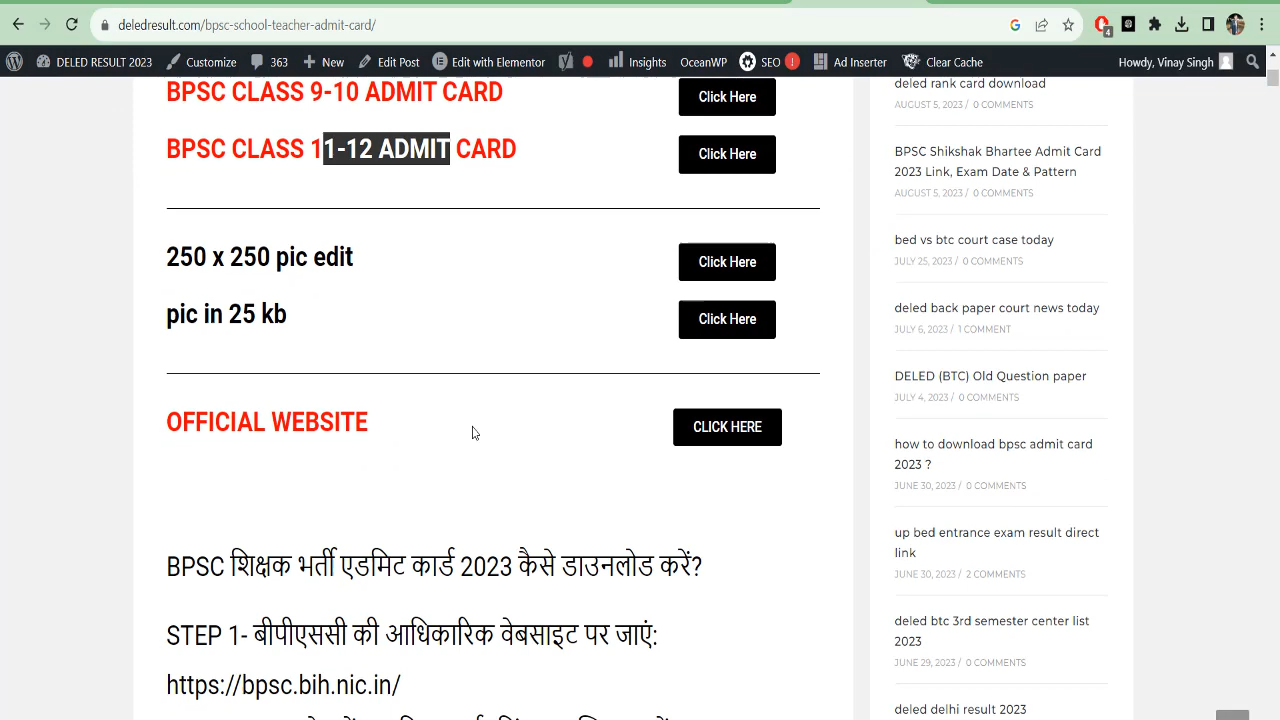 deledresult.com/bpsc-school-teacher-admit-card/
4
DELED RESULT 2023
Customize
363
New
Edit Post
Edit with Elementor
Insights
OceanWP
SEO
!
Ad Inserter
Clear Cache
Howdy, Vinay Singh
BPSC CLASS 9-10 ADMIT CARD
Click Here
BPSC CLASS 11-12 ADMIT CARD
Click Here
250 x 250 pic edit
Click Here
pic in 25 kb
Click Here
OFFICIAL WEBSITE
CLICK HERE
BPSC शिक्षक भर्ती एडमिट कार्ड 2023 कैसे डाउनलोड करें?
STEP 1- बीपीएससी की आधिकारिक वेबसाइट पर जाएं:
https://bpsc.bih.nic.in/
deled rank card download
AUGUST 5, 2023 / 0 COMMENTS
BPSC Shikshak Bhartee Admit Card
2023 Link, Exam Date & Pattern
AUGUST 5, 2023 / 0 COMMENTS
bed vs btc court case today
JULY 25, 2023 / 0 COMMENTS
deled back paper court news today
JULY 6, 2023 / 1 COMMENT
DELED (BTC) Old Question paper
JULY 4, 2023 / 0 COMMENTS
how to download bpsc admit card
2023 ?
JUNE 30, 2023 / 0 COMMENTS
up bed entrance exam result direct
link
JUNE 30, 2023 / 2 COMMENTS
deled btc 3rd semester center list
2023
JUNE 29, 2023 / 0 COMMENTS
deled delhi result 2023